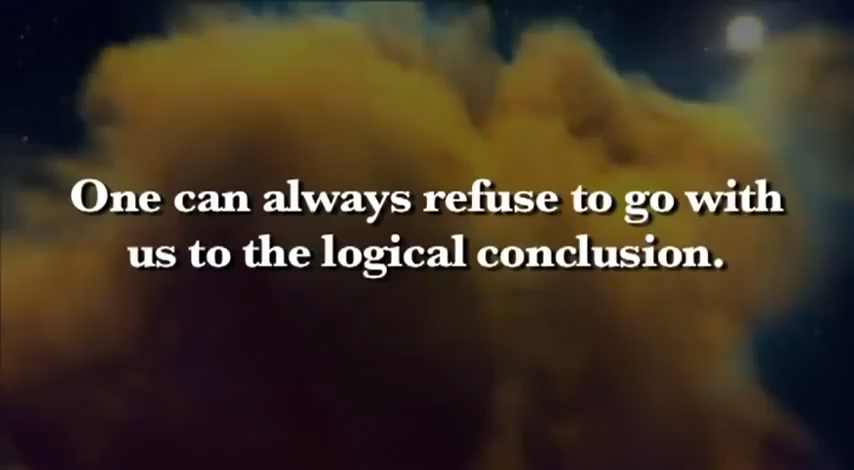 One can always refuse to go with
us to the logical conclusion.